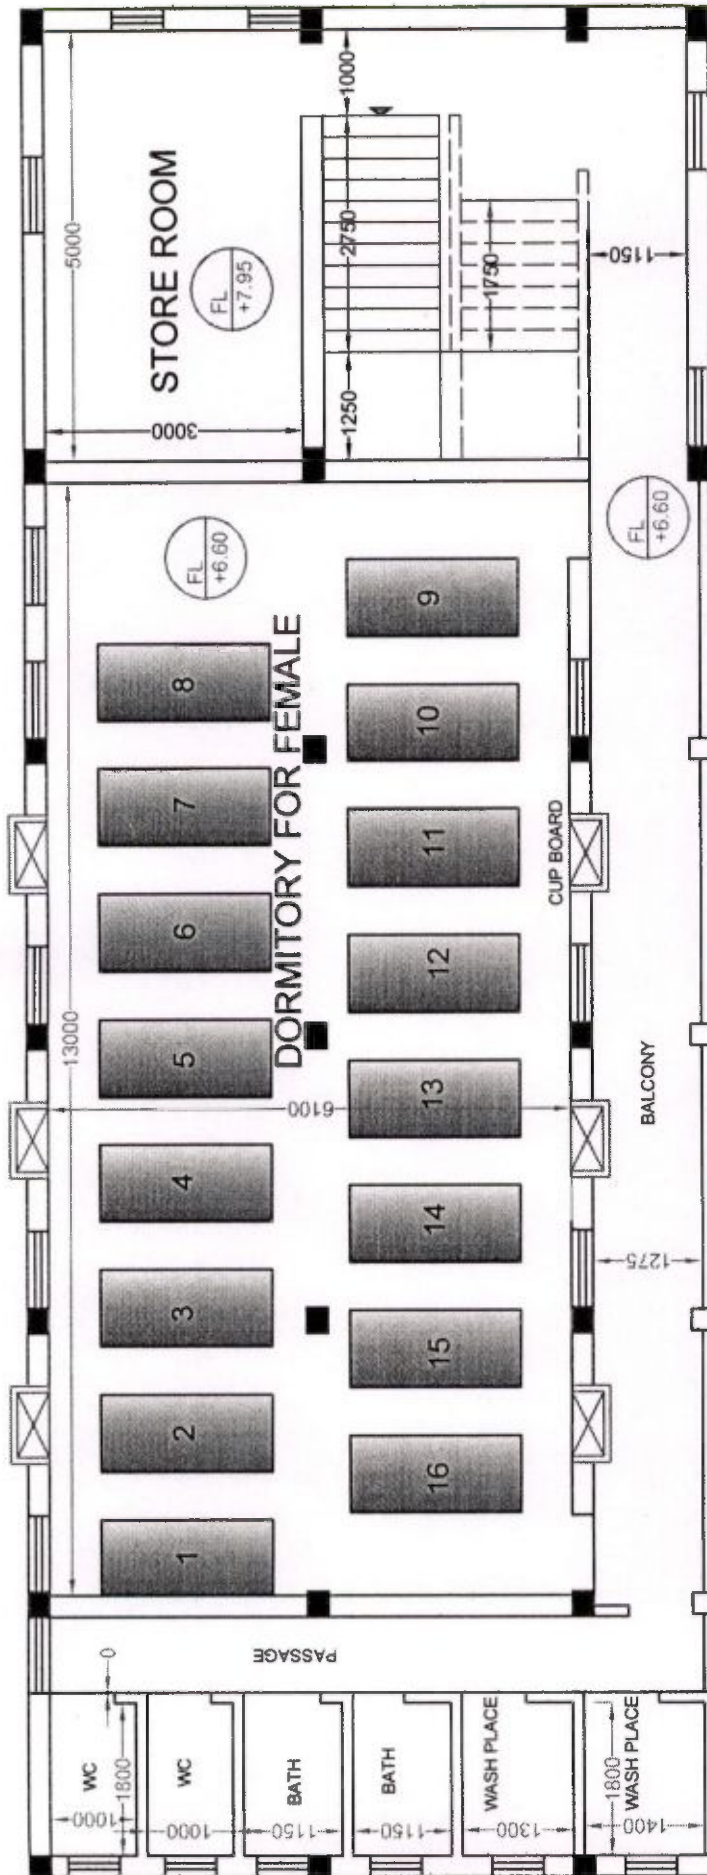 5000
1000
STORE ROOM
FL
+7.95
2750
1750
1150
3000
1250
FL
+6.60
FL
+6.60
13000
DORMITORY FOR FEMALE
8
7
6
5
4
3
2
1
9
10
11
12
13
14
15
16
6100
CUP BOARD
BALCONY
1275
PASSAGE
0
WC
1800
1000
WC
1000
BATH
1150
BATH
1150
WASH PLACE
1300
WASH PLACE
1800
1400